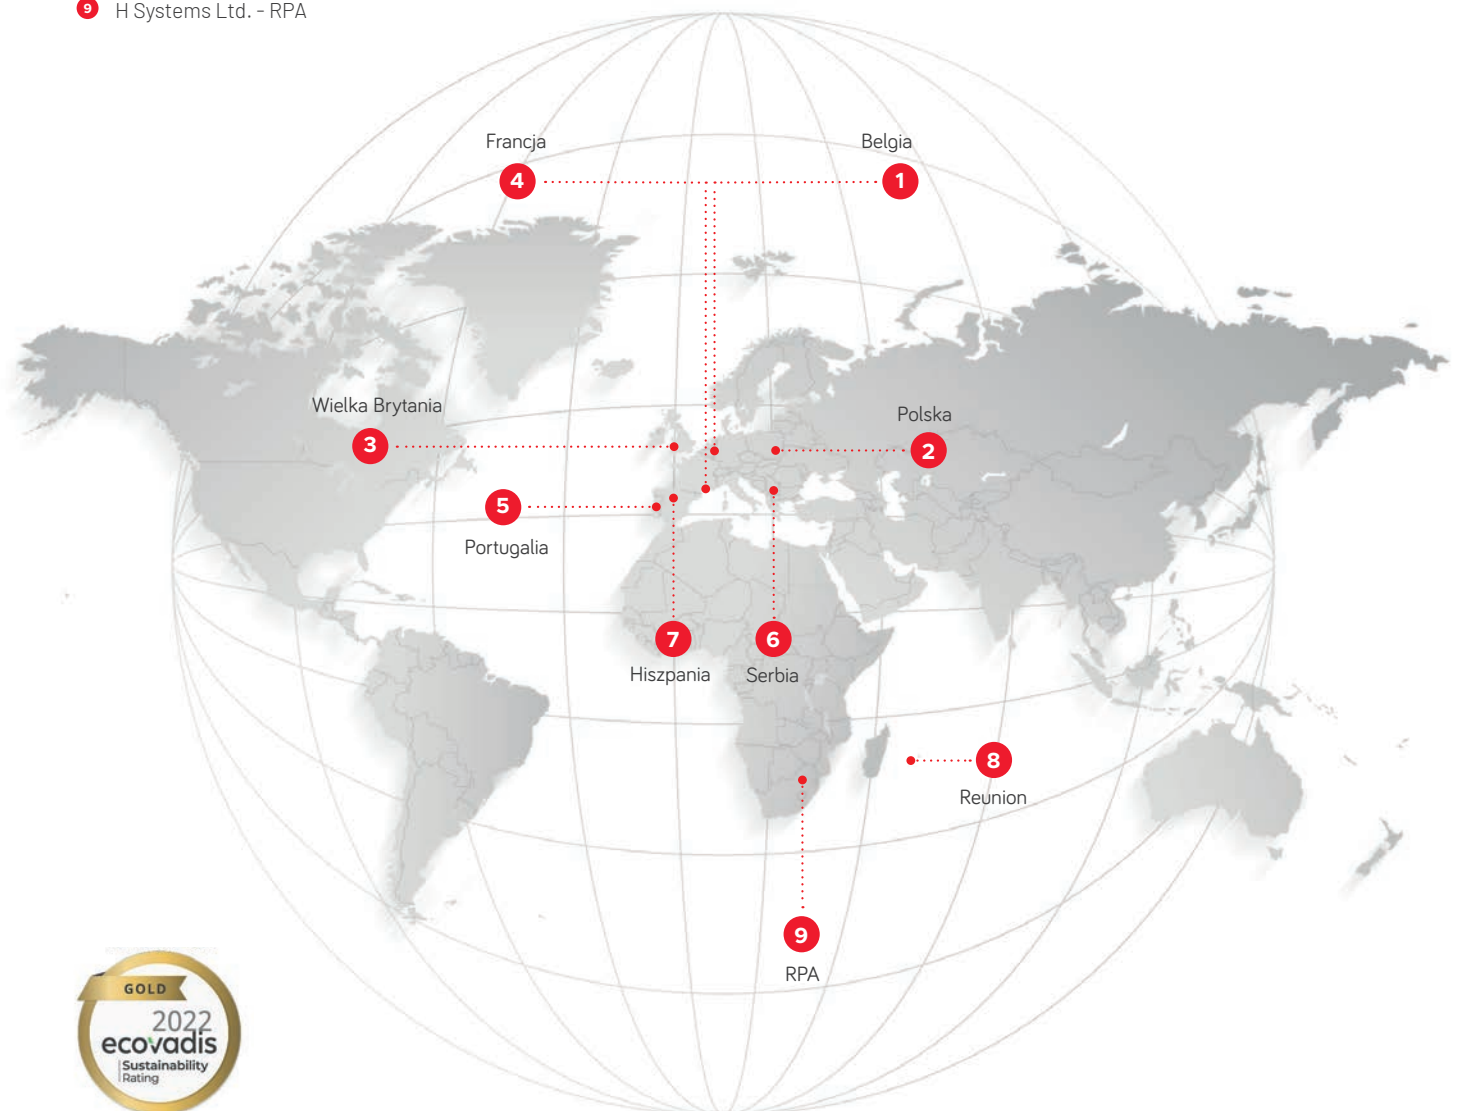 9 H Systems Ltd. - RPA
Francja
Belgia
4
1
Wielka Brytania
Polska
3
2
5
Portugalia
7
6
Hiszpania
Serbia
8
Reunion
9
RPA
GOLD
2022
ecovadis
Sustainability
Rating